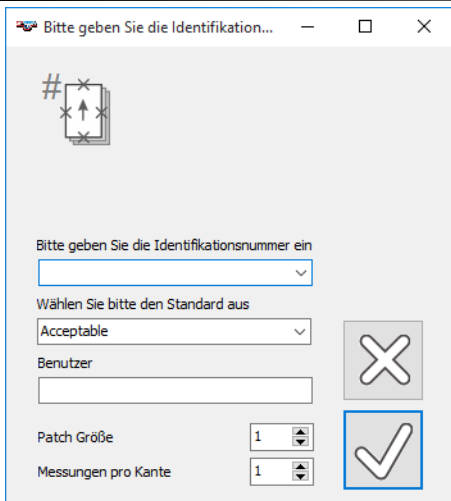 Bitte geben Sie die Identifikation...
#
Bitte geben Sie die Identifikationsnummer ein
Wählen Sie bitte den Standard aus
Acceptable
Benutzer
Patch Größe 1
Messungen pro Kante 1